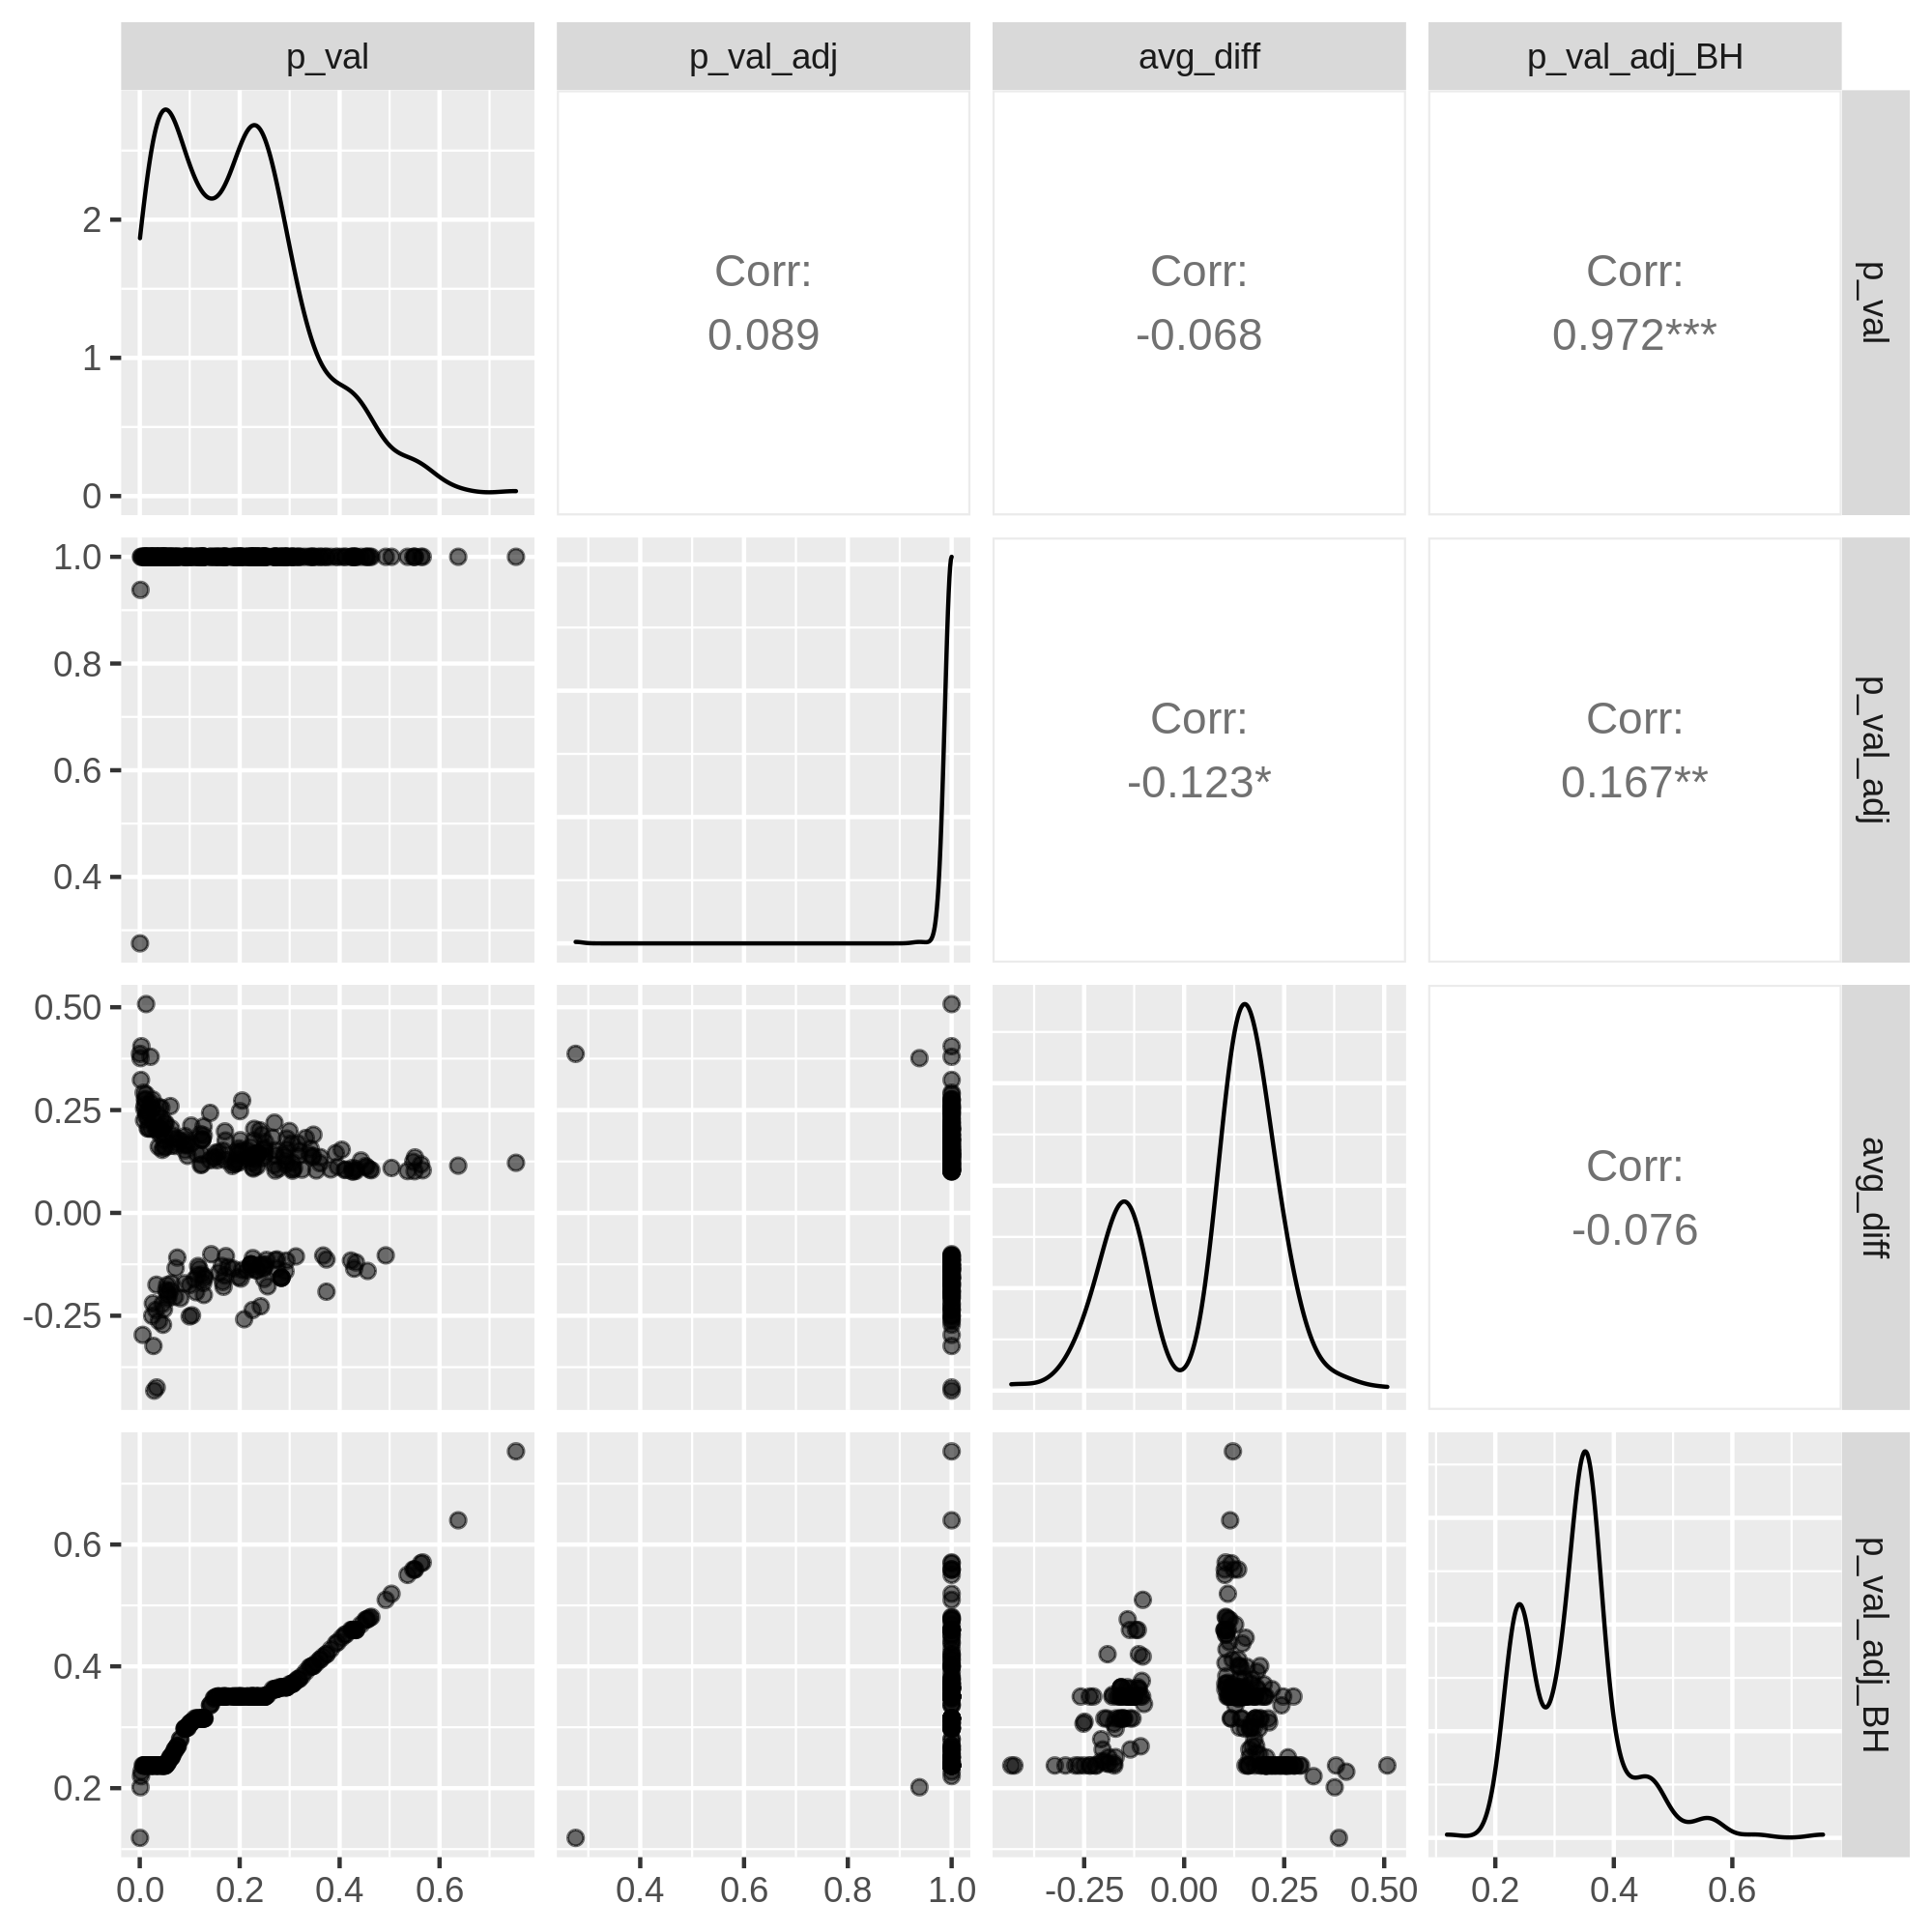 p_val p_val_adj avg_diff p_val_adj_BH
2
1
0
Corr:
0.089
Corr:
-0.068
Corr:
0.972***
p_val
1.0
0.8
0.6
0.4
Corr:
-0.123*
Corr:
0.167**
p_val_adj
0.50
0.25
0.00
-0.25
Corr:
-0.076
avg_diff
0.6
0.4
0.2
p_val_adj_BH
0.0 0.2 0.4 0.6
0.4 0.6 0.8 1.0
-0.25 0.00 0.25 0.50
0.2 0.4 0.6